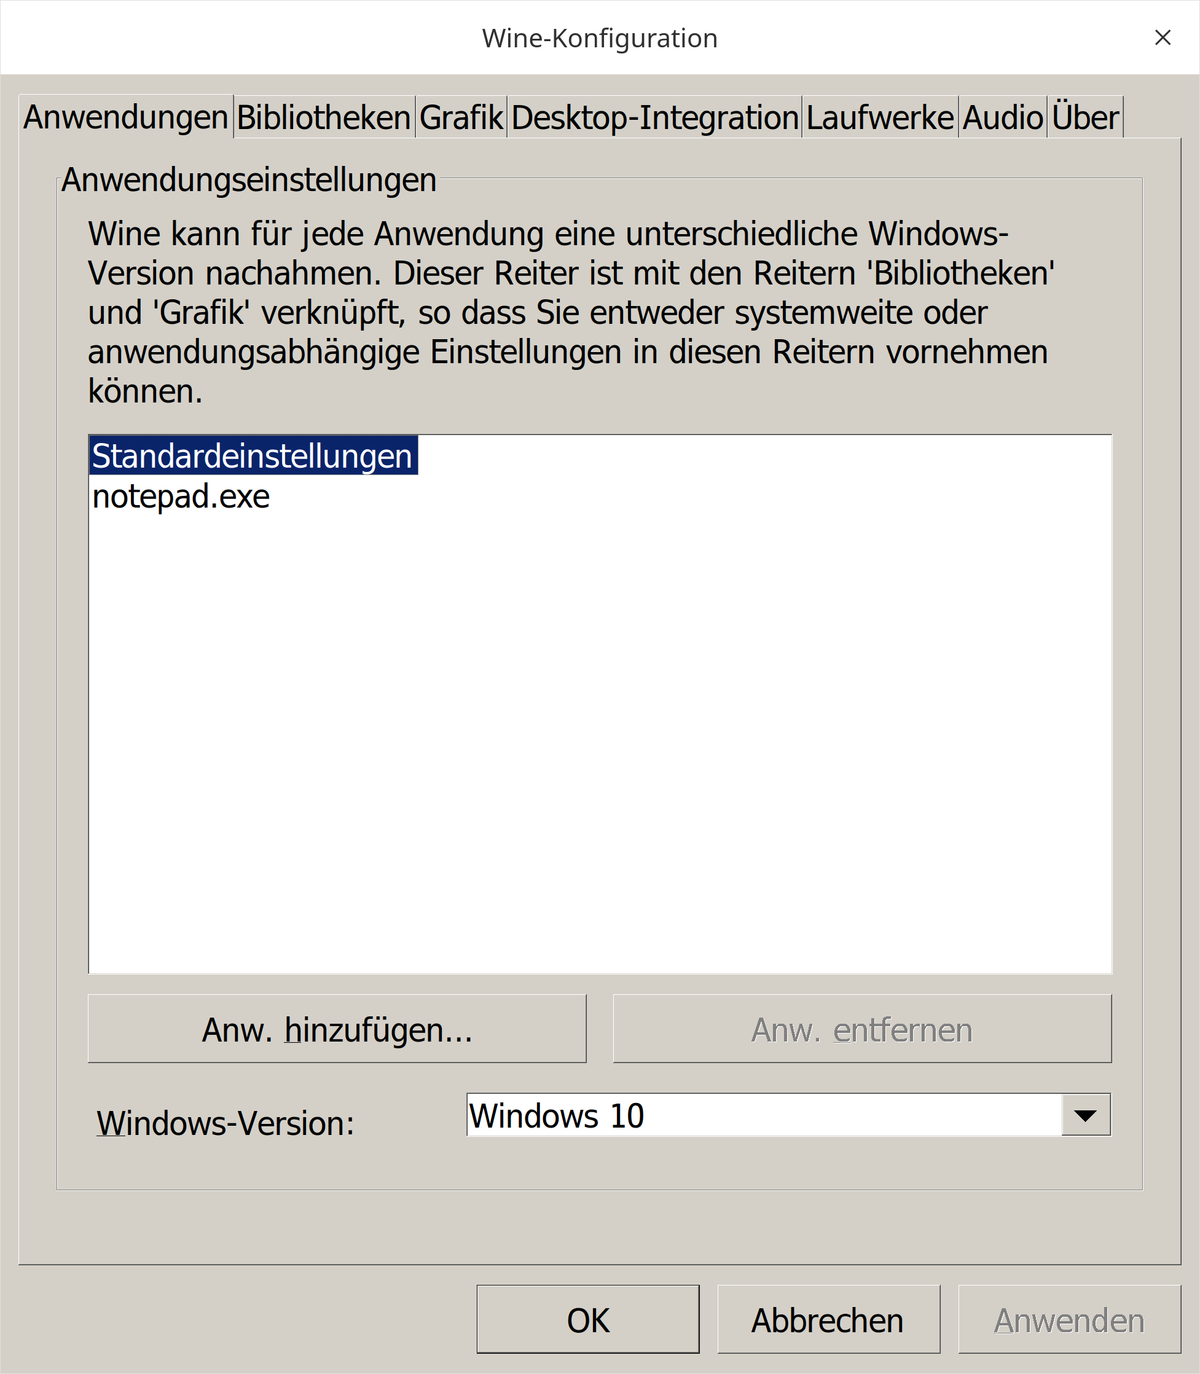 Wine-Konfiguration
Anwendungen Bibliotheken Grafik Desktop-Integration Laufwerke Audio Über
Anwendungseinstellungen
Wine kann für jede Anwendung eine unterschiedliche Windows-
Version nachahmen. Dieser Reiter ist mit den Reitern 'Bibliotheken'
und 'Grafik' verknüpft, so dass Sie entweder systemweite oder
anwendungsabhängige Einstellungen in diesen Reitern vornehmen
können.
Standardeinstellungen
notepad.exe
Anw. hinzufügen... Anw. entfernen
Windows-Version: Windows 10
OK Abbrechen Anwenden